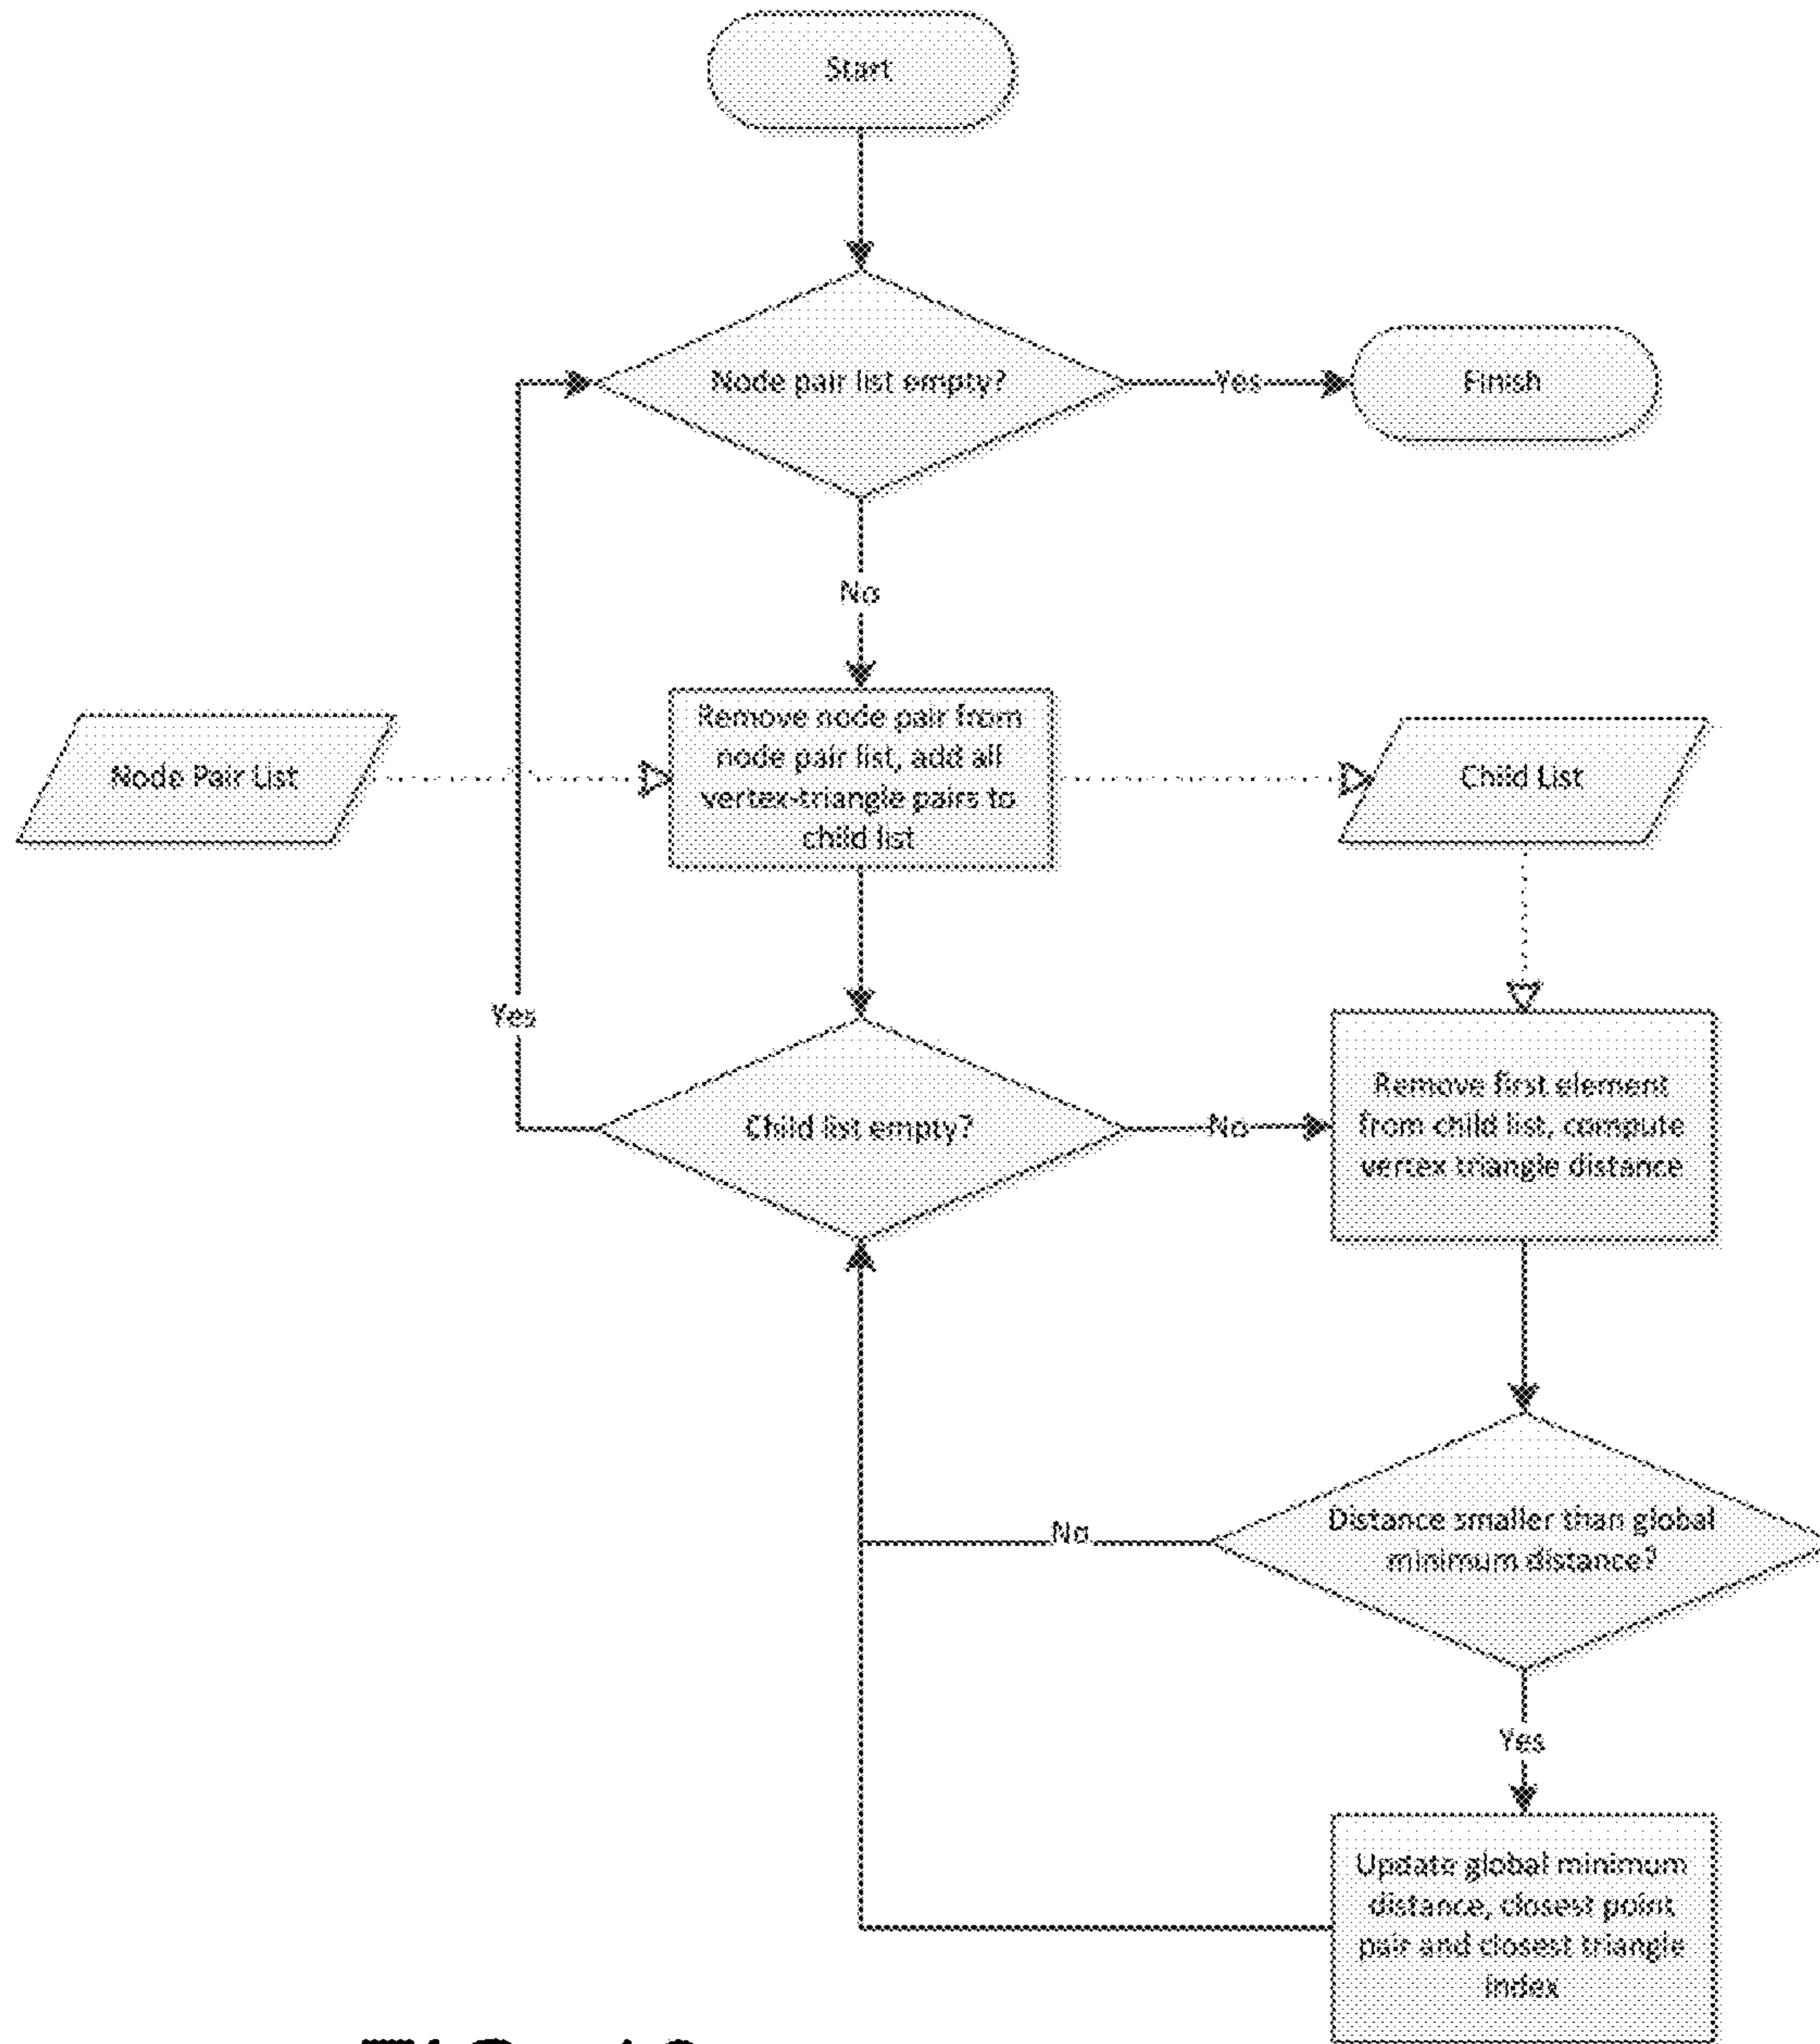 Start
Node pair list empty?
Yes
Finish
No
Remove node pair from
node pair list, add all
vertex-triangle pairs to
child list
Node Pair List
Child List
Yes
Child list empty?
No
Remove first element
from child list, compute
vertex triangle distance
Distance smaller than global
minimum distance?
No
Yes
Update global minimum
distance, closest point
pair and closest triangle
index